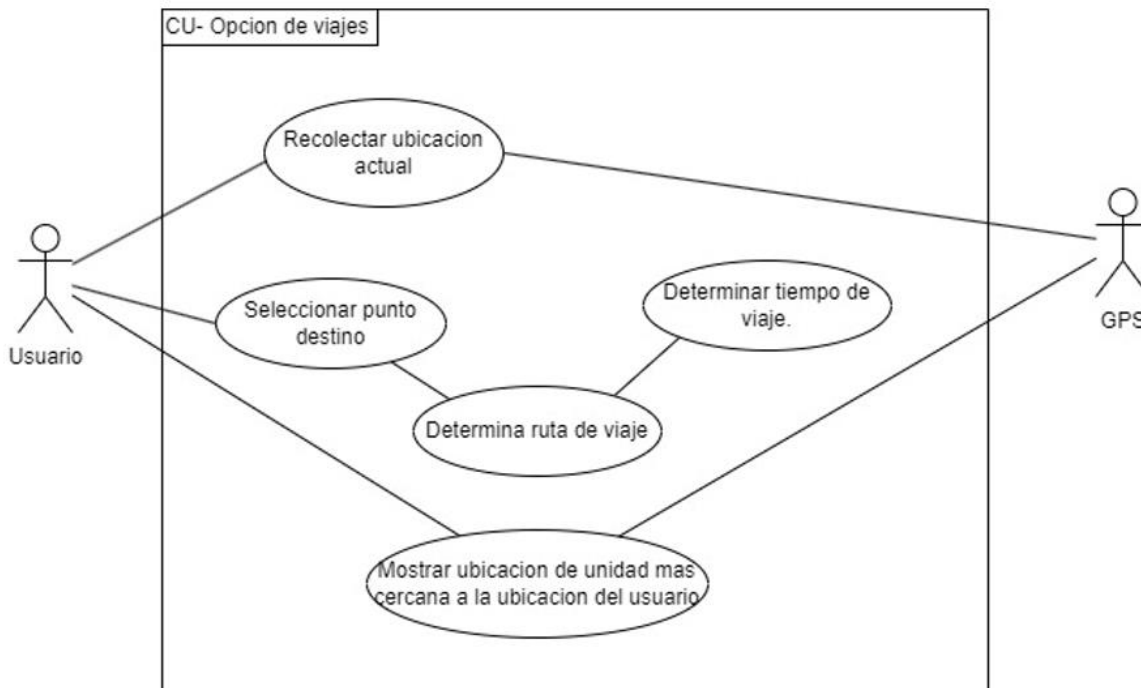 CU- Opcion de viajes
Recolectar ubicacion
actual
Seleccionar punto
destino
Determinar tiempo de
viaje.
Usuario
GPS
Determina ruta de viaje
Mostrar ubicacion de unidad mas
cercana a la ubicacion del usuario